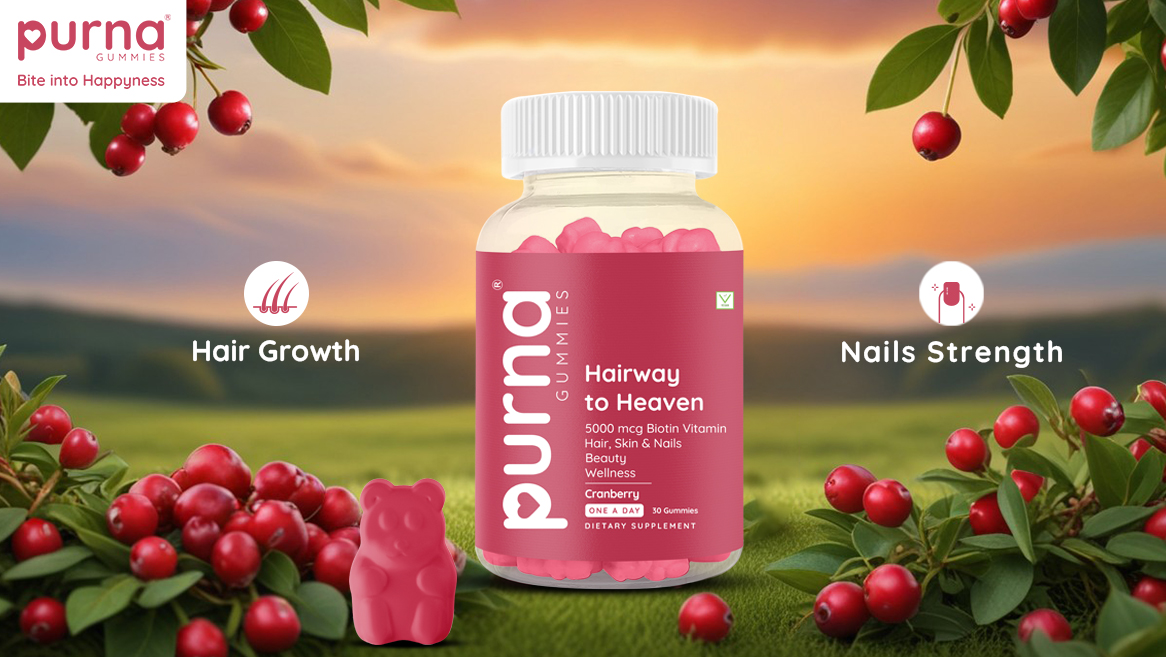 purna®
GUMMIES
Bite into Happyness
Hair Growth
Nails Strength
purna®
GUMMIES
Hairway
to Heaven
5000 mcg Biotin Vitamin
Hair, Skin & Nails
Beauty
Wellness
Cranberry
ONE A DAY 30 Gummies
DIETARY SUPPLEMENT